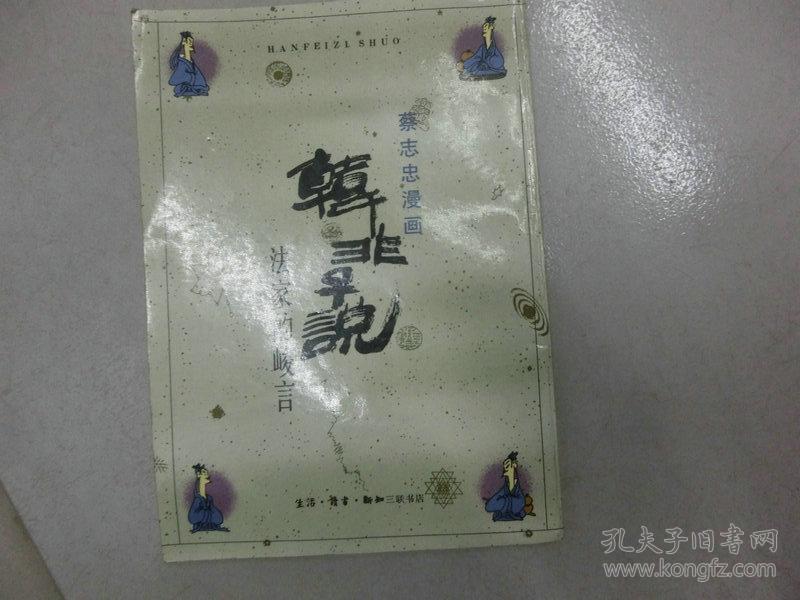 HANFEIZI SHUO
蔡志忠漫画
韓非子説
法家的峻言
生活·讀書·新知三联书店
孔夫子旧书网
www.kongfz.com